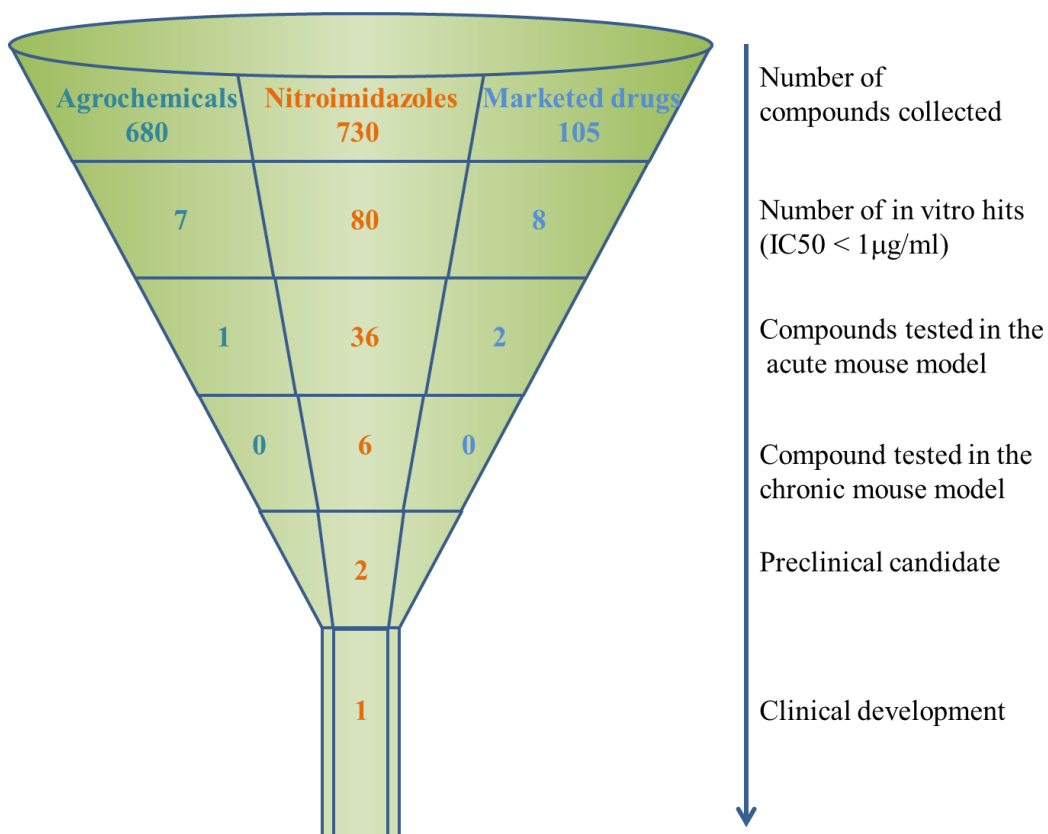 Agrochemicals
680
Nitroimidazoles
730
Marketed drugs
105
Number of
compounds collected
7
80
8
Number of in vitro hits
(IC50 < 1µg/ml)
1
36
2
Compounds tested in the
acute mouse model
0
6
0
Compound tested in the
chronic mouse model
2
Preclinical candidate
1
Clinical development